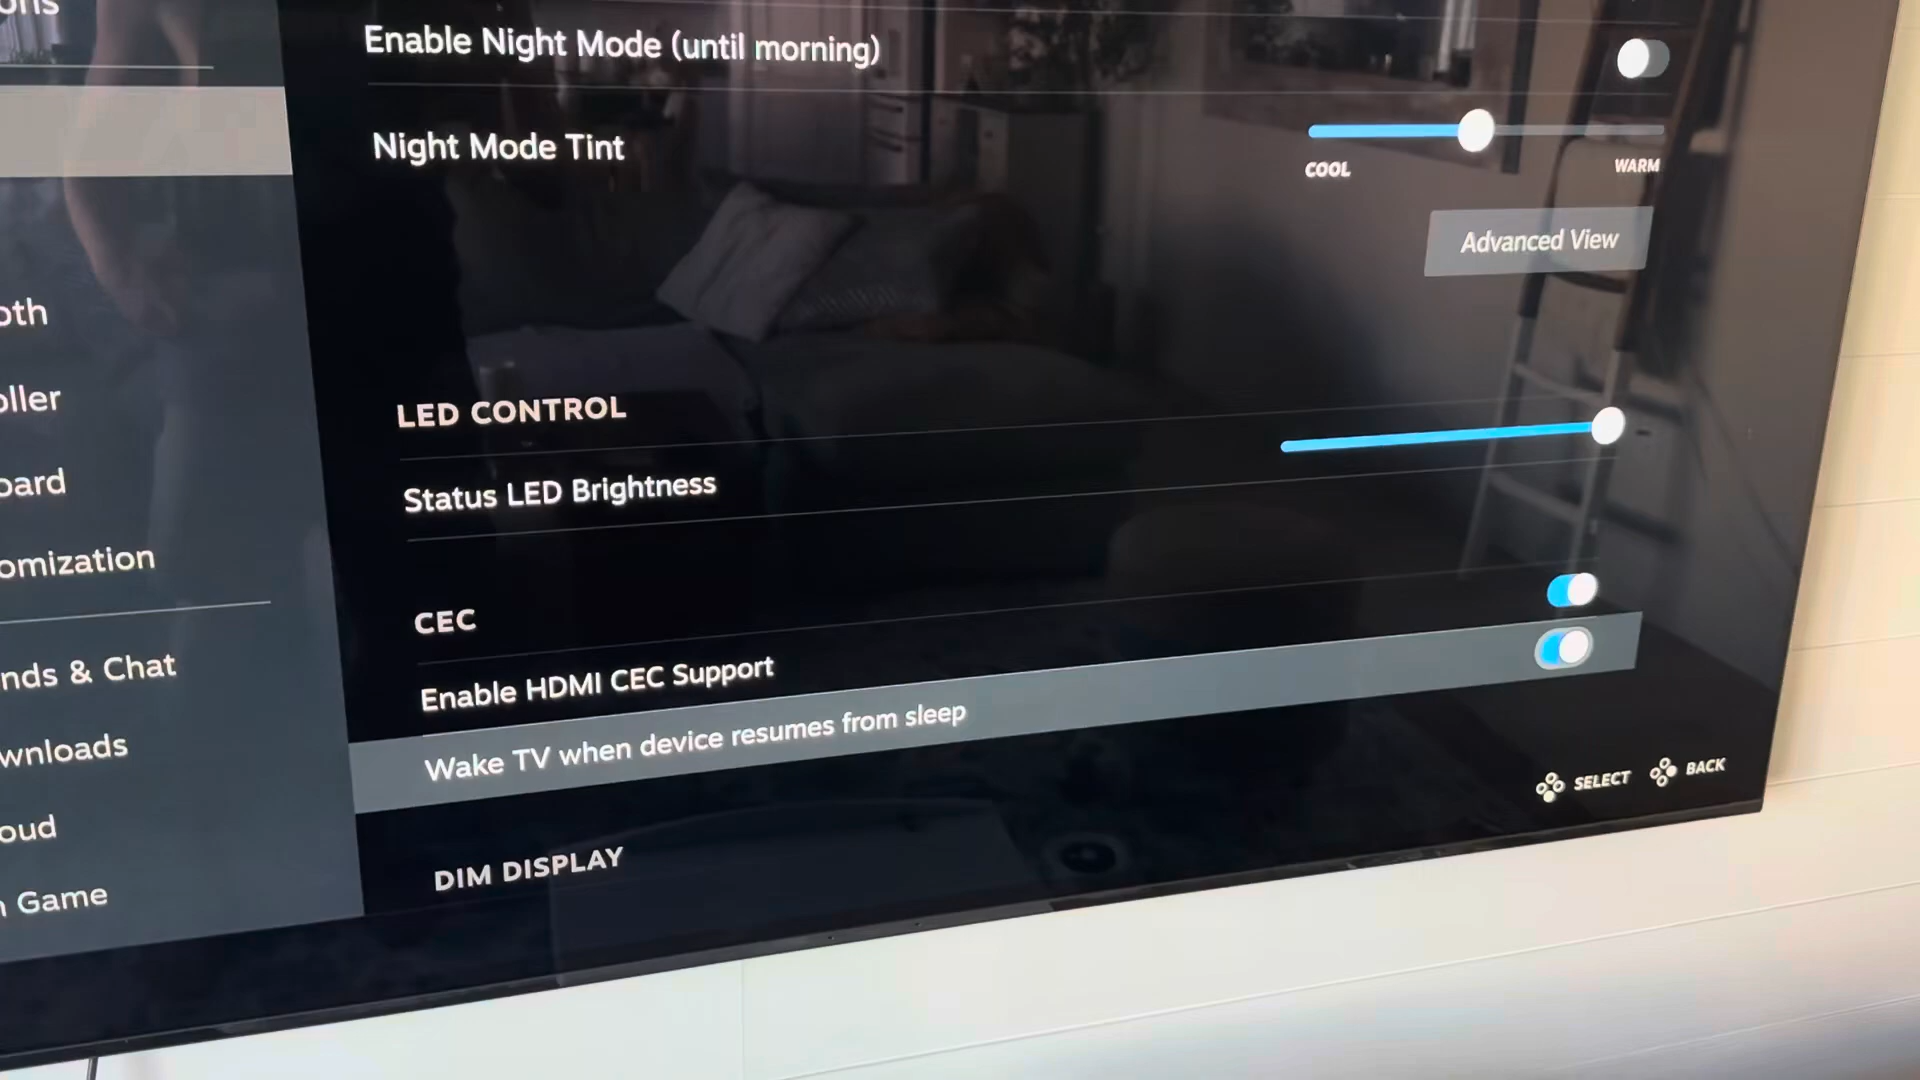 Enable Night Mode (until morning)
Night Mode Tint
COOL
WARM
Advanced View
LED CONTROL
Status LED Brightness
CEC
Enable HDMI CEC Support
Wake TV when device resumes from sleep
SELECT
BACK
DIM DISPLAY
ons
oth
oller
oard
omization
nds & Chat
wnloads
oud
Game